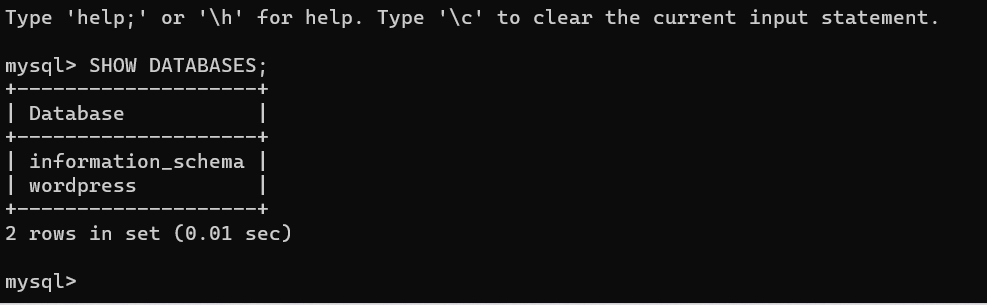 Type 'help;' or '\h' for help. Type '\c' to clear the current input statement.
mysql> SHOW DATABASES;
+--------------------+
| Database           |
+--------------------+
| information_schema |
| wordpress          |
+--------------------+
2 rows in set (0.01 sec)
mysql>